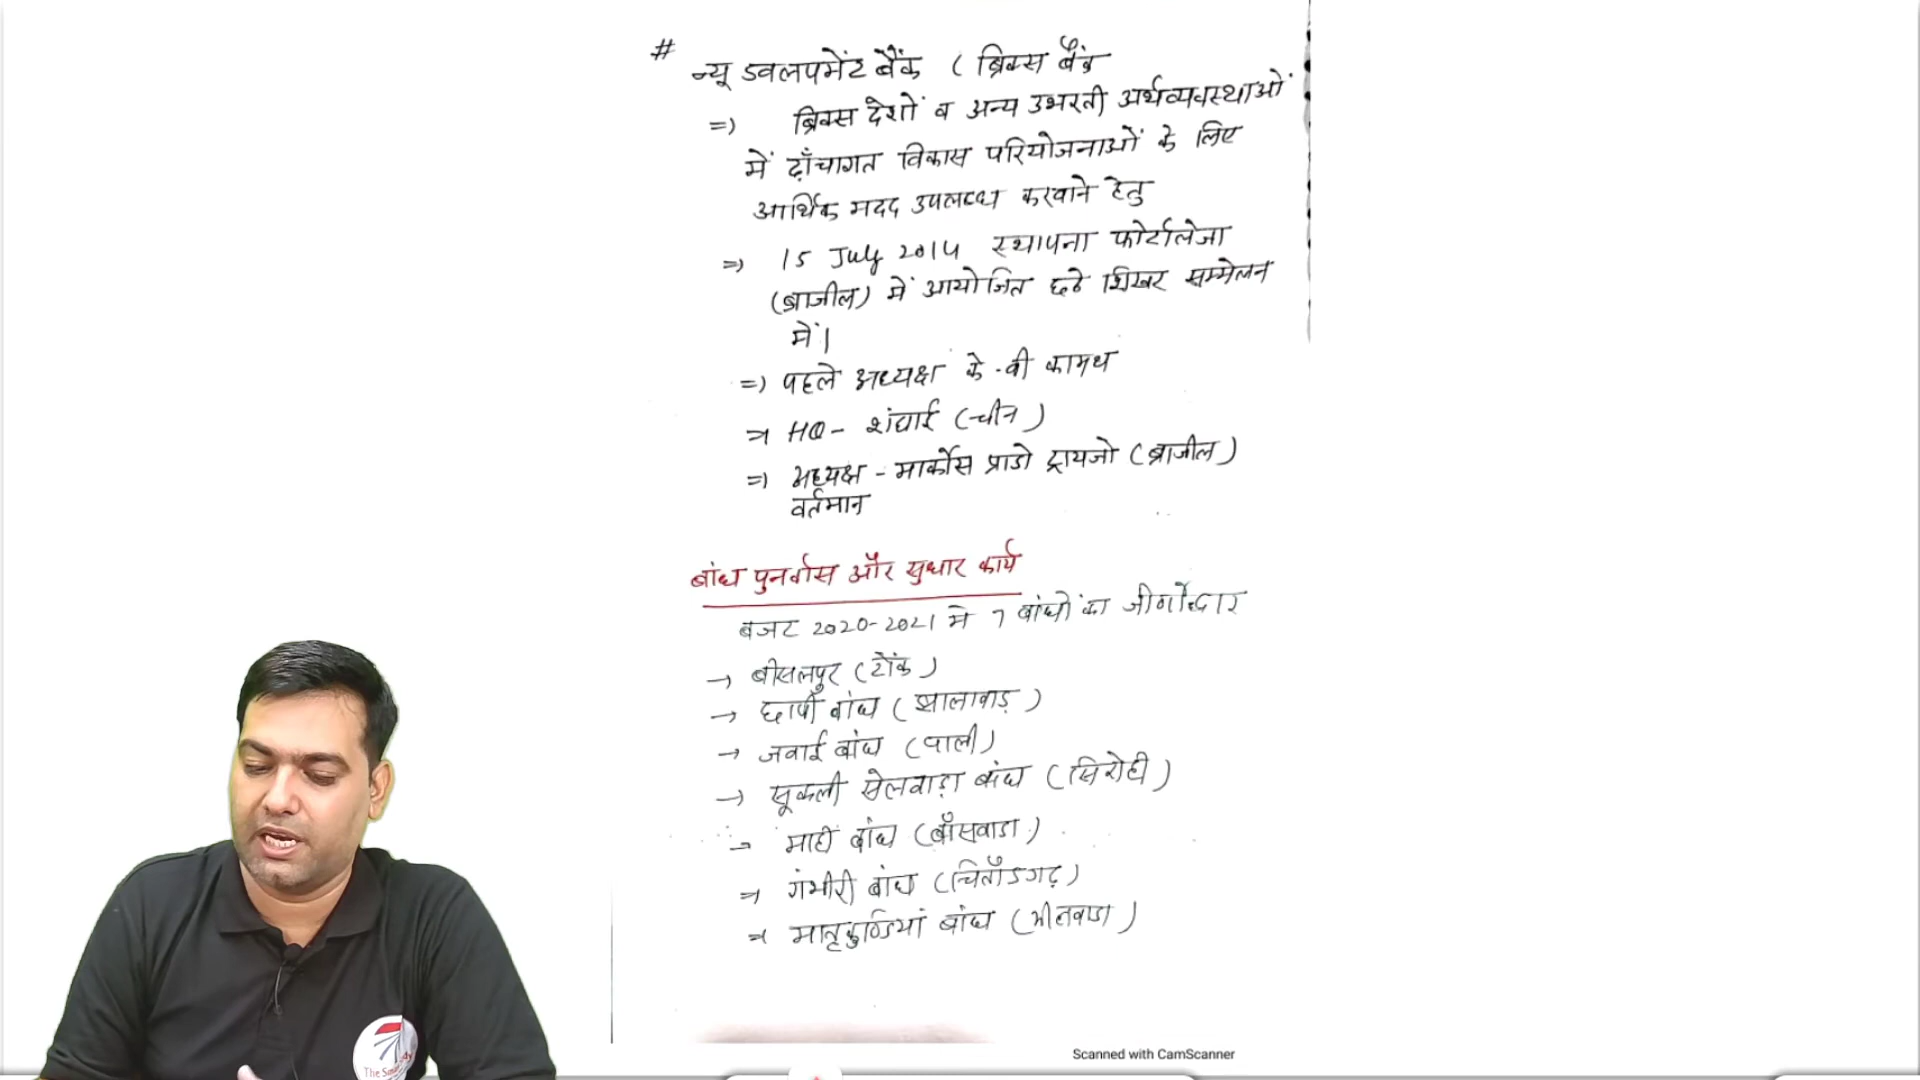 #
न्यू डवलपमेंट बैंक ( ब्रिक्स बैंक
=) ब्रिक्स देशों व अन्य उभरती अर्थव्यवस्थाओं
में ढाँचागत विकास परियोजनाओं के लिए
आर्थिक मदद उपलब्ध करवाने हेतु
=) 15 July 2014 स्थापना फोर्टालेजा
(ब्राजील) में आयोजित छठे शिखर सम्मेलन
में।
=) पहले अध्यक्ष के.वी कामथ
=> HQ - शंघाई (चीन)
=) अध्यक्ष - मार्कोस प्राडो ट्रायजो (ब्राजील)
वर्तमान
बांध पुनर्वास और सुधार कार्य
बजट 2020-2021 मे 7 बांधो का जीर्णोद्धार
→ बीसलपुर (टोंक)
→ छापी बांध (झालावाड़)
→ जवाई बांध (पाली)
→ सूकली सेलवाड़ा बांध (सिरोही)
→ माही बांध (बाँसवाडा)
=> गंभीरी बांध (चितौडगढ़)
=> मातृकुण्डियां बांध (भीलवाडा)
Scanned with CamScanner